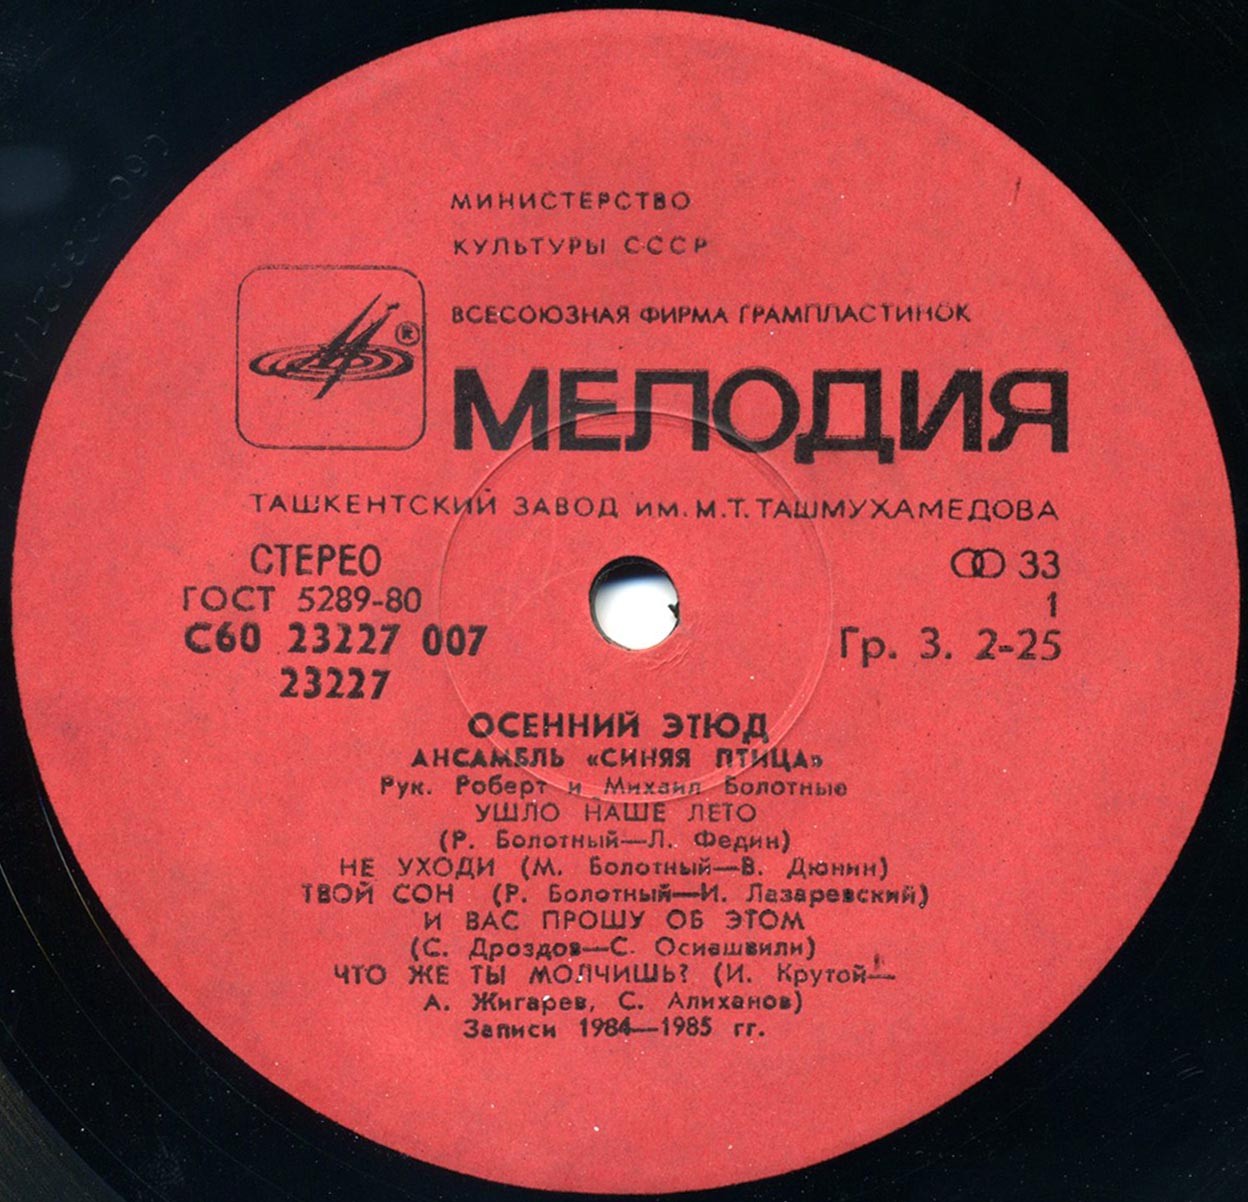 МИНИСТЕРСТВО
КУЛЬТУРЫ СССР
ВСЕСОЮЗНАЯ ФИРМА ГРАМПЛАСТИНОК
®
МЕЛОДИЯ
ТАШКЕНТСКИЙ ЗАВОД ИМ. М.Т. ТАШМУХАМЕДОВА
СТЕРЕО
33
ГОСТ 5289-80
1
С60 23227 007
Гр. 3. 2-25
23227
ОСЕННИЙ ЭТЮД
АНСАМБЛЬ «СИНЯЯ ПТИЦА»
Рук. Роберт и Михаил Болотные
УШЛО НАШЕ ЛЕТО
(Р. Болотный—Л. Федин)
НЕ УХОДИ (М. Болотный—В. Дюнин)
ТВОЙ СОН (Р. Болотный—И. Лазаревский)
И ВАС ПРОШУ ОБ ЭТОМ
(С. Дроздов—С. Осиашвили)
ЧТО ЖЕ ТЫ МОЛЧИШЬ? (И. Крутой—
А. Жигарев, С. Алиханов)
Записи 1984—1985 гг.